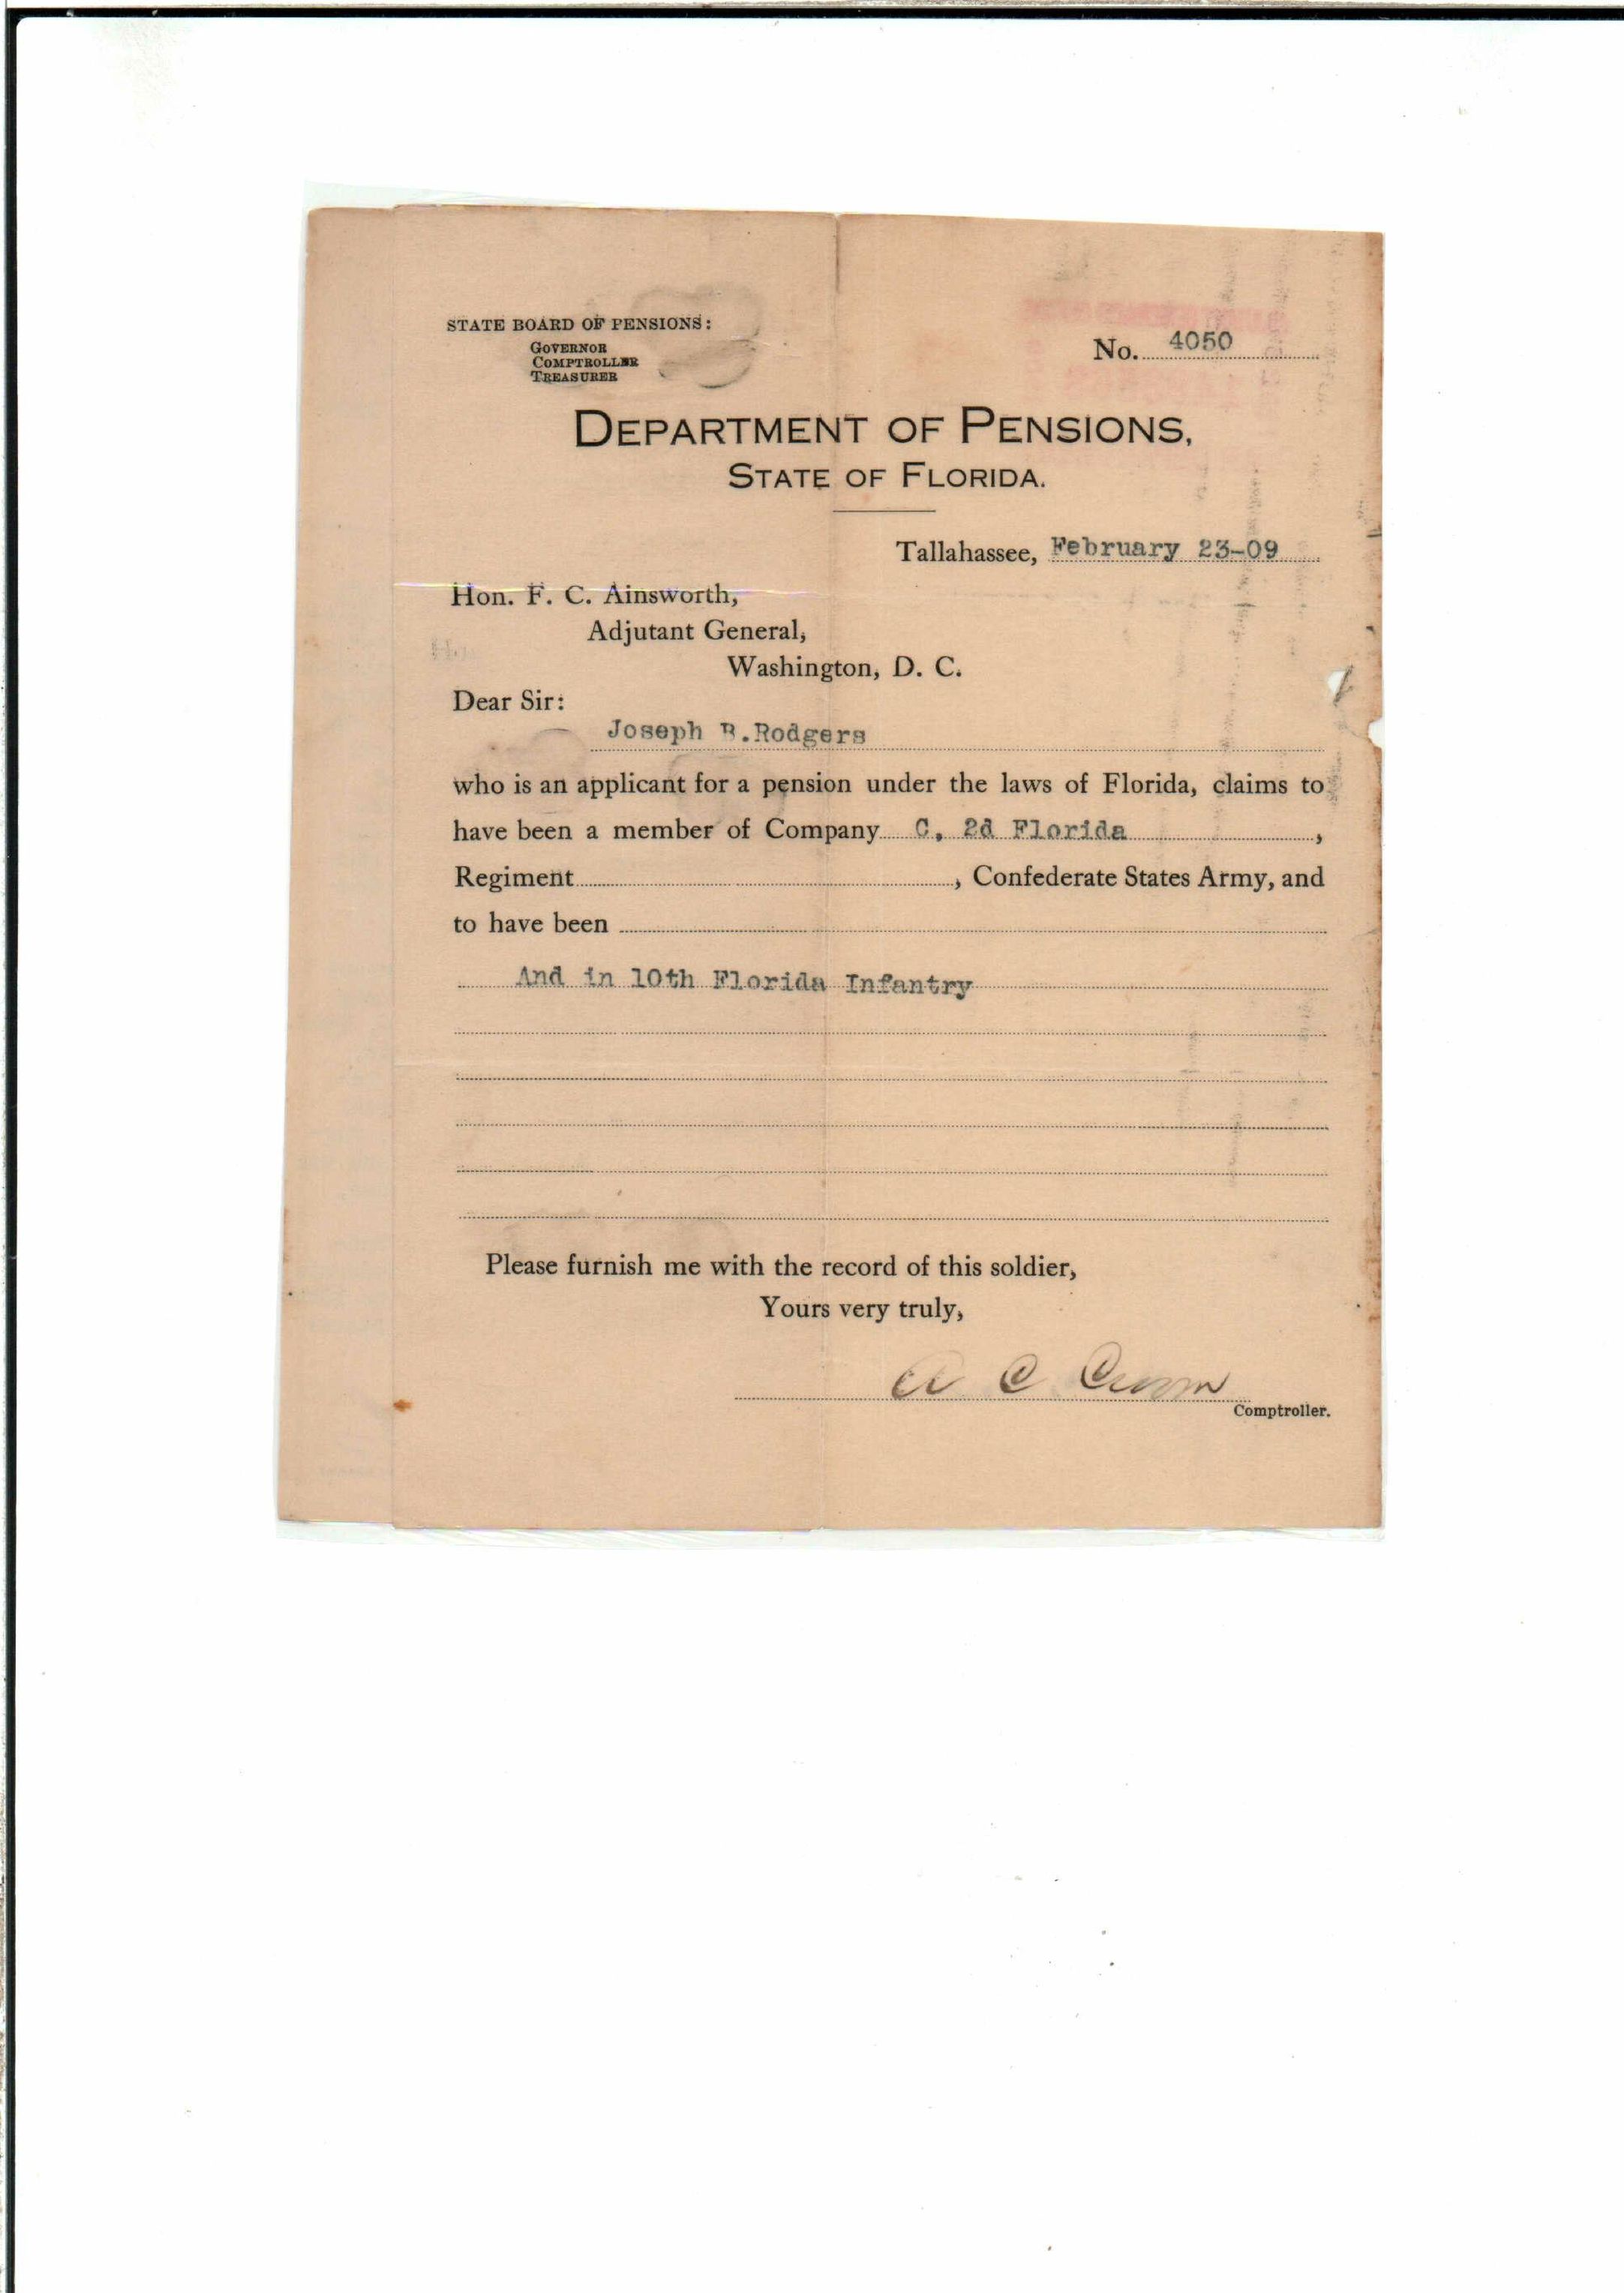 STATE BOARD OF PENSIONS:
GOVERNOR
COMPTROLLER
TREASURER
No. 4050
DEPARTMENT OF PENSIONS,
STATE OF FLORIDA.
Tallahassee, February 23-09
Hon. F. C. Ainsworth,
Adjutant General,
Washington, D. C.
Dear Sir:
Joseph B.Rodgers
who is an applicant for a pension under the laws of Florida, claims to
have been a member of Company C, 2d Florida,
Regiment, Confederate States Army, and
to have been
And in 10th Florida Infantry
Please furnish me with the record of this soldier,
Yours very truly,
A C Croom
Comptroller.